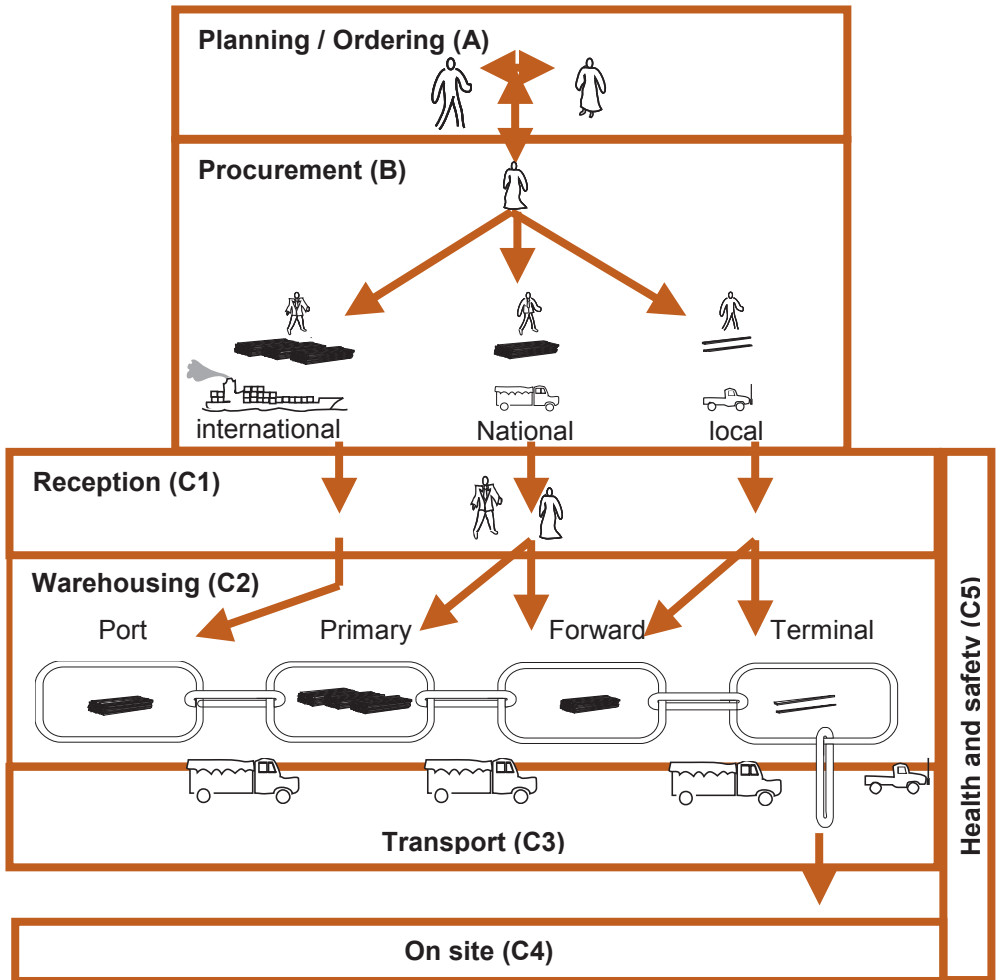 Planning / Ordering (A)
Procurement (B)
international
National
local
Reception (C1)
Warehousing (C2)
Port
Primary
Forward
Terminal
Transport (C3)
Health and safety (C5)
On site (C4)